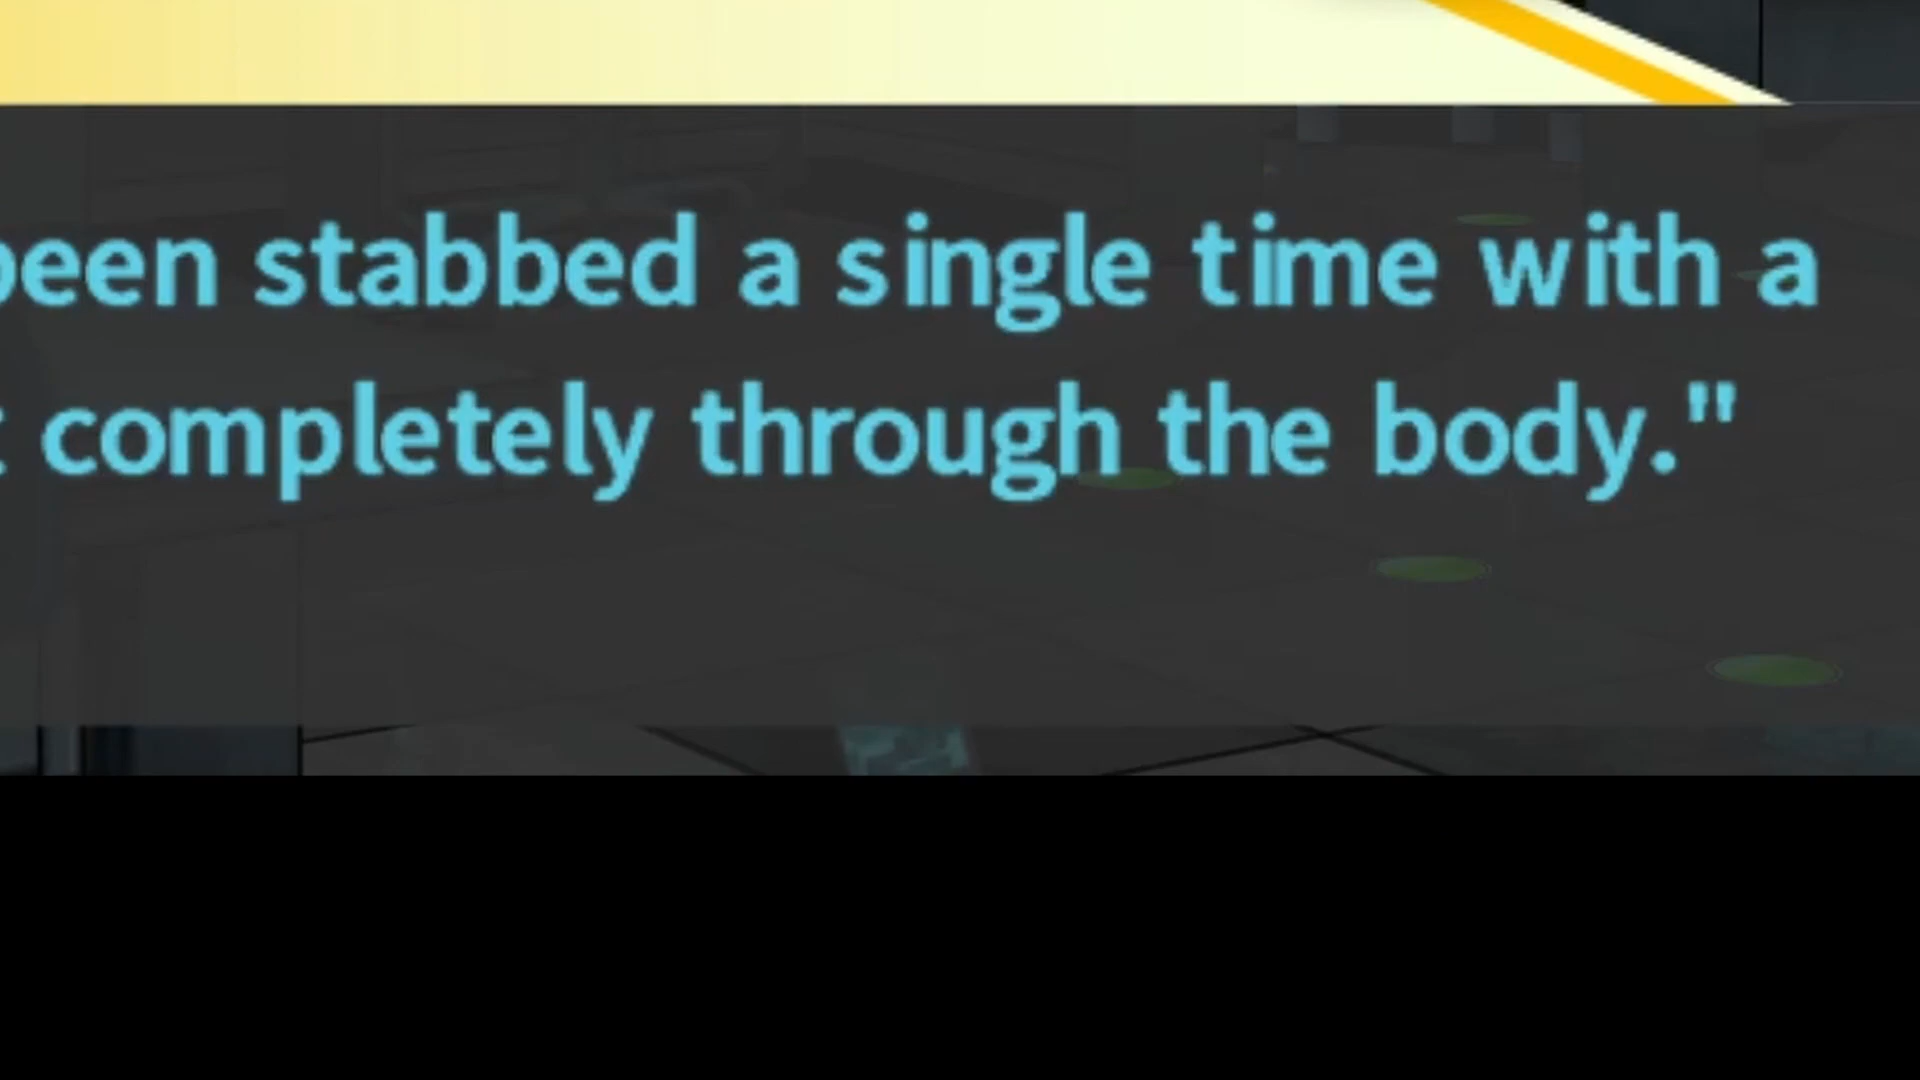 been stabbed a single time with a
completely through the body."